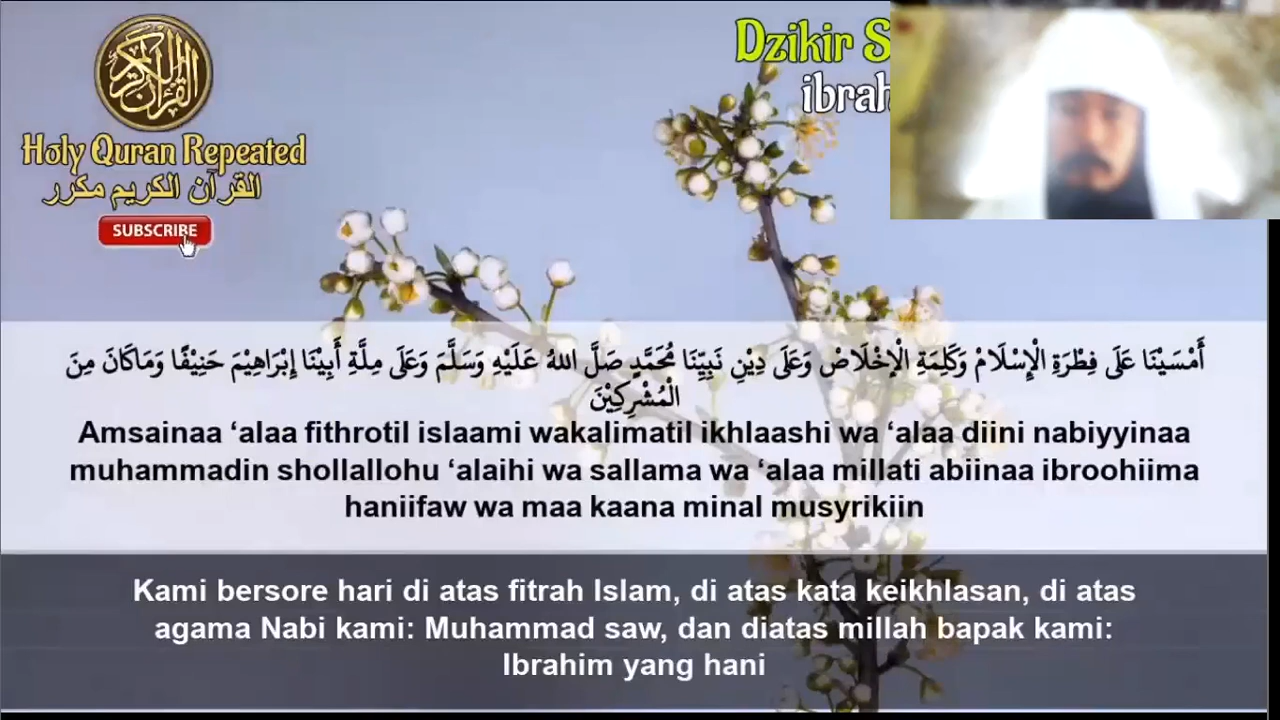 Dzikir S
ibrah
Holy Quran Repeated
القرآن الكريم مكرر
SUBSCRIBE
أَمْسَيْنَا عَلَى فِطْرَةِ الْإِسْلَامْ وَكَلِمَةِ الْإِخْلَاصْ وَعَلَى دِيْنِ نَبِيِّنَا مُحَمَّدٍ صَلَّ اللهُ عَلَيْهِ وَسَلَّمَ وَعَلَى مِلَّةِ أَبِيْنَا إِبْرَاهِيْمَ حَنِيْفًا وَمَاكَانَ مِنَ
الْمُشْرِكِيْنَ
Amsainaa ‘alaa fithrotil islaami wakalimatil ikhlaashi wa ‘alaa diini nabiyyinaa
muhammadin shollallohu ‘alaihi wa sallama wa ‘alaa millati abiinaa ibroohiima
haniifaw wa maa kaana minal musyrikiin
Kami bersore hari di atas fitrah Islam, di atas kata keikhlasan, di atas
agama Nabi kami: Muhammad saw, dan diatas millah bapak kami:
Ibrahim yang hani